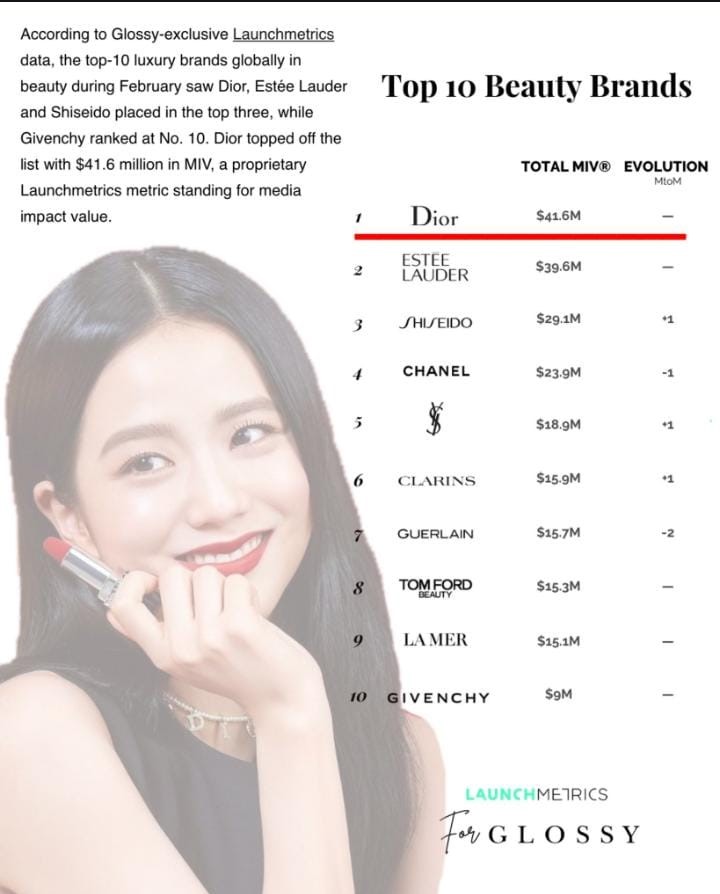 According to Glossy-exclusive Launchmetrics
data, the top-10 luxury brands globally in
beauty during February saw Dior, Estée Lauder
and Shiseido placed in the top three, while
Givenchy ranked at No. 10. Dior topped off the
list with $41.6 million in MIV, a proprietary
Launchmetrics metric standing for media
impact value.
Top 10 Beauty Brands
TOTAL MIV® EVOLUTION
MtoM
1 Dior $41.6M —
2 ESTĒE
LAUDER $39.6M —
3 SHISEIDO $29.1M +1
4 CHANEL $23.9M -1
5 YSL $18.9M +1
6 CLARINS $15.9M +1
7 GUERLAIN $15.7M -2
8 TOM FORD
BEAUTY $15.3M —
9 LA MER $15.1M —
10 GIVENCHY $9M —
DIO
LAUNCHMETRICS
For GLOSSY